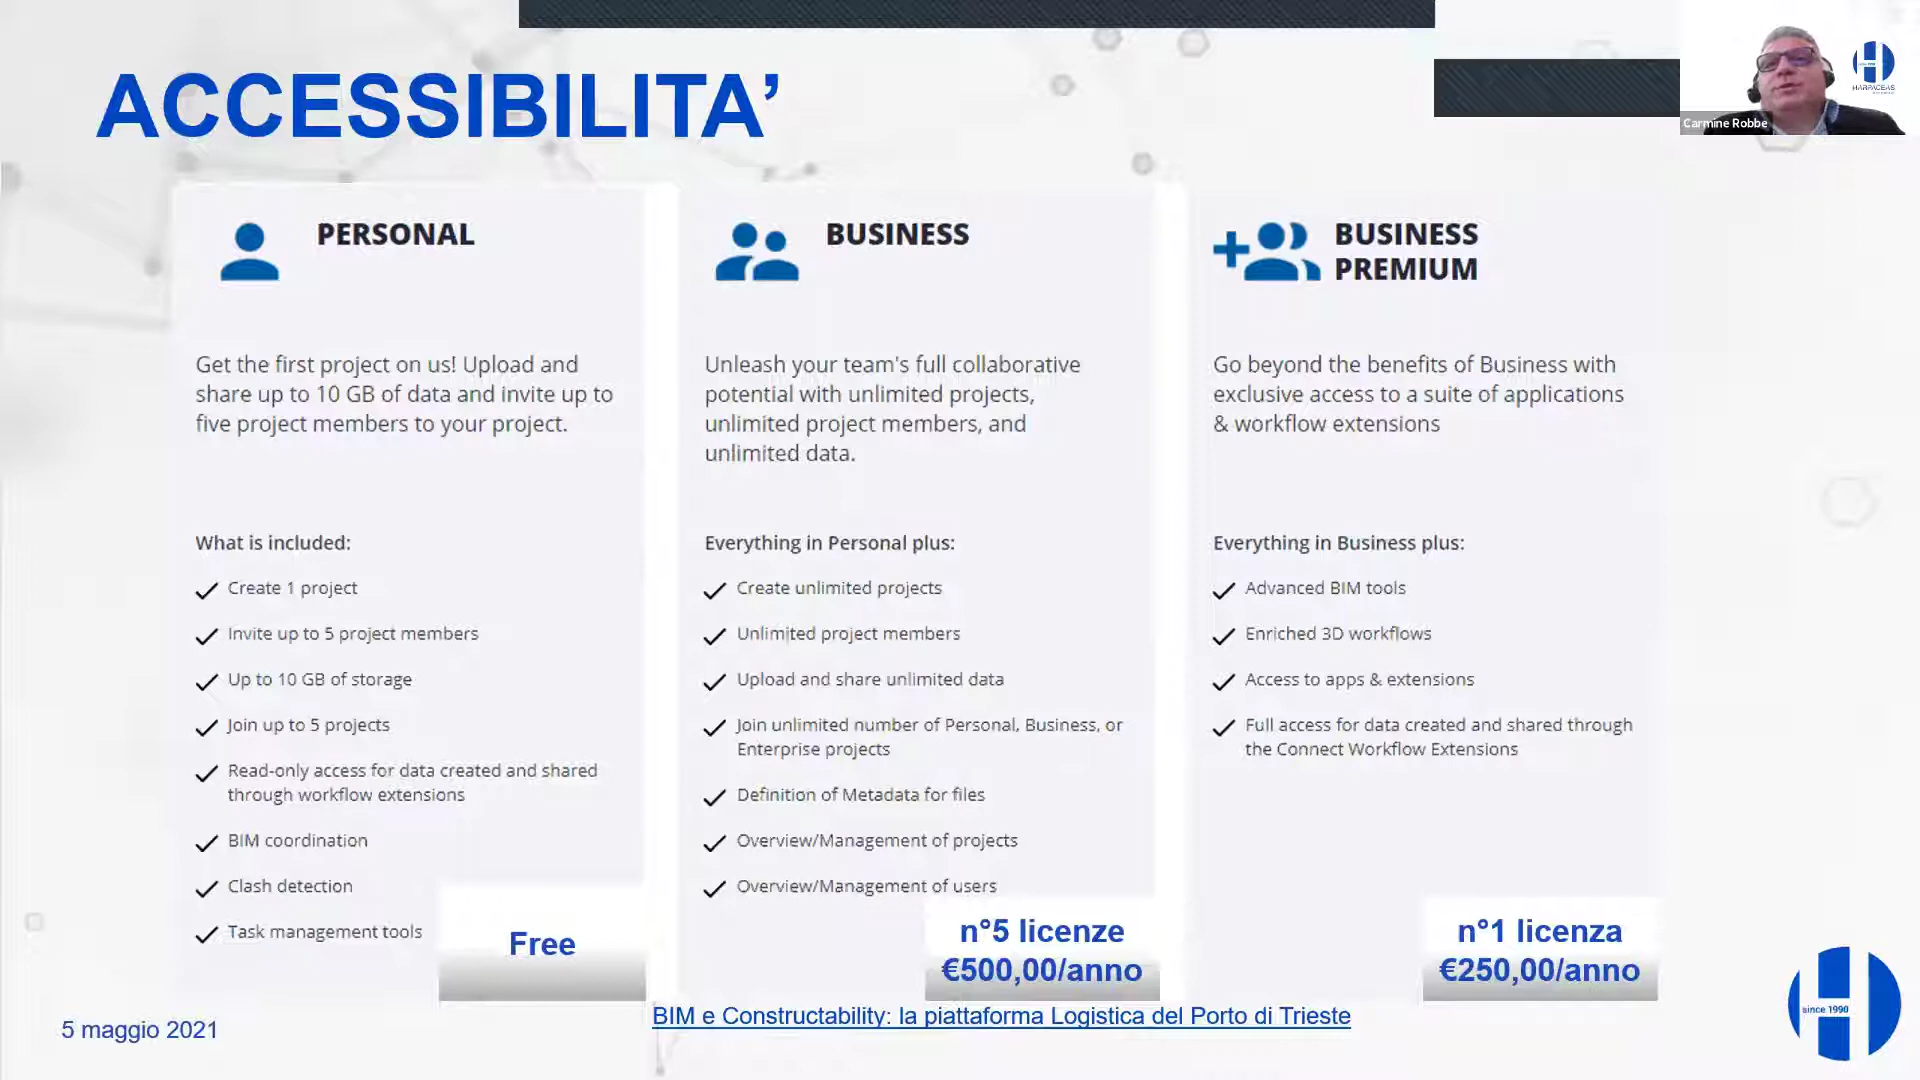 ACCESSIBILITA’
HARPACEAS
Carmine Robbe
PERSONAL
Get the first project on us! Upload and
share up to 10 GB of data and invite up to
five project members to your project.
What is included:
Create 1 project
Invite up to 5 project members
Up to 10 GB of storage
Join up to 5 projects
Read-only access for data created and shared
through workflow extensions
BIM coordination
Clash detection
Task management tools
Free
BUSINESS
Unleash your team's full collaborative
potential with unlimited projects,
unlimited project members, and
unlimited data.
Everything in Personal plus:
Create unlimited projects
Unlimited project members
Upload and share unlimited data
Join unlimited number of Personal, Business, or
Enterprise projects
Definition of Metadata for files
Overview/Management of projects
Overview/Management of users
n°5 licenze
€500,00/anno
BUSINESS
PREMIUM
Go beyond the benefits of Business with
exclusive access to a suite of applications
& workflow extensions
Everything in Business plus:
Advanced BIM tools
Enriched 3D workflows
Access to apps & extensions
Full access for data created and shared through
the Connect Workflow Extensions
n°1 licenza
€250,00/anno
5 maggio 2021
BIM e Constructability: la piattaforma Logistica del Porto di Trieste
since 1990